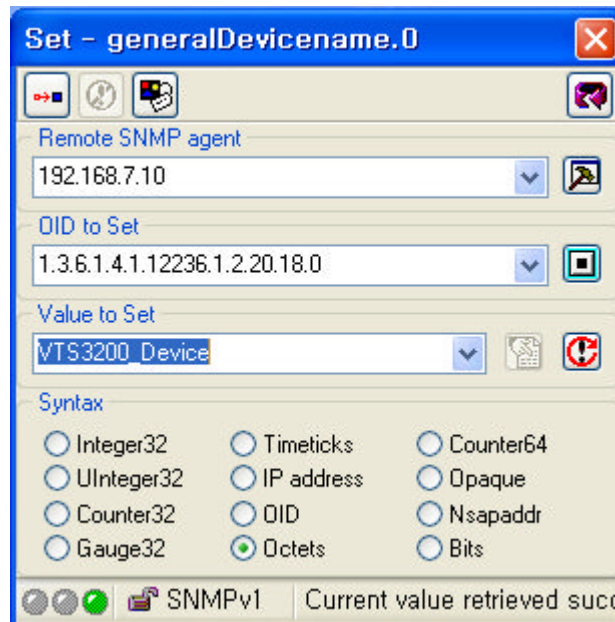 Set - generalDevicename.0
Remote SNMP agent
192.168.7.10
OID to Set
1.3.6.1.4.1.12236.1.2.20.18.0
Value to Set
VTS3200_Device
Syntax
Integer32 Timeticks Counter64
UInteger32 IP address Opaque
Counter32 OID Nsapaddr
Gauge32 Octets Bits
SNMPv1 Current value retrieved succ